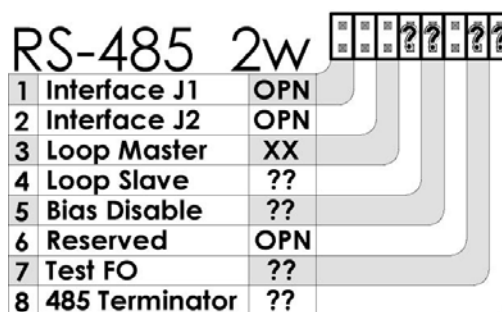 RS-485 2w
? ? ? ?
1 Interface J1 OPN
2 Interface J2 OPN
3 Loop Master XX
4 Loop Slave ??
5 Bias Disable ??
6 Reserved OPN
7 Test FO ??
8 485 Terminator ??